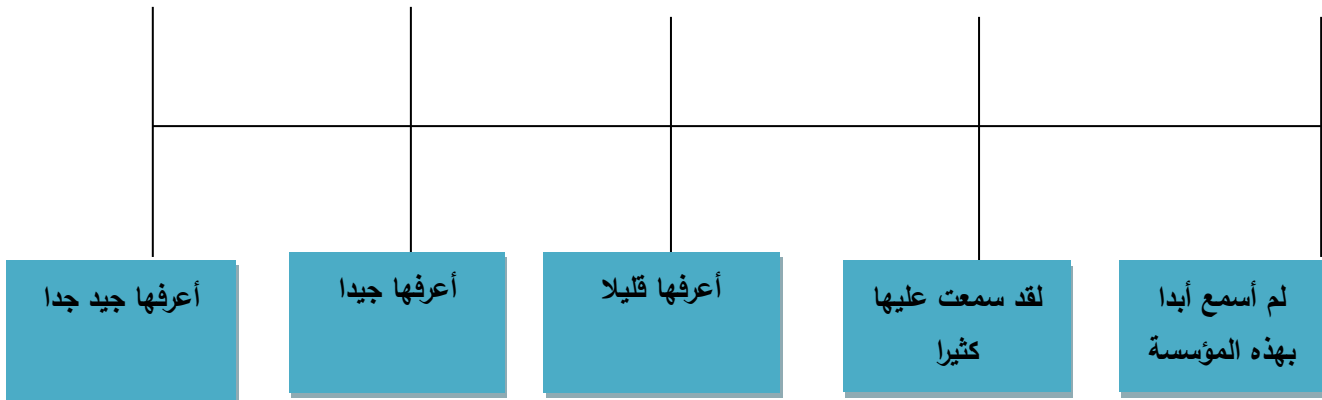 لم أسمع أبدا
بهذه المؤسسة
لقد سمعت عليها
كثيرا
أعرفها قليلا
أعرفها جيدا
أعرفها جيد جدا